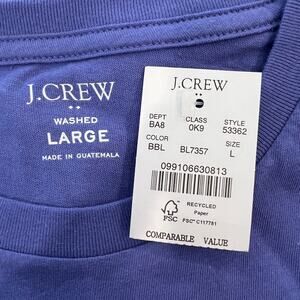 J.CREW
WASHED
LARGE
MADE IN GUATEMALA
J.CREW
DEPT CLASS STYLE
BA8 0K9 53362
COLOR SIZE
BBL BL7357 L
099106630813
FSC
RECYCLED
Paper
FSC® C117781
COMPARABLE VALUE